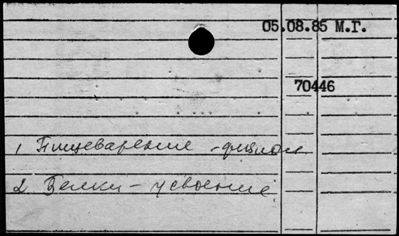 05.08.85 М.Г.
70446
1 Пищеварение - физиол
2. Белки - усвоение